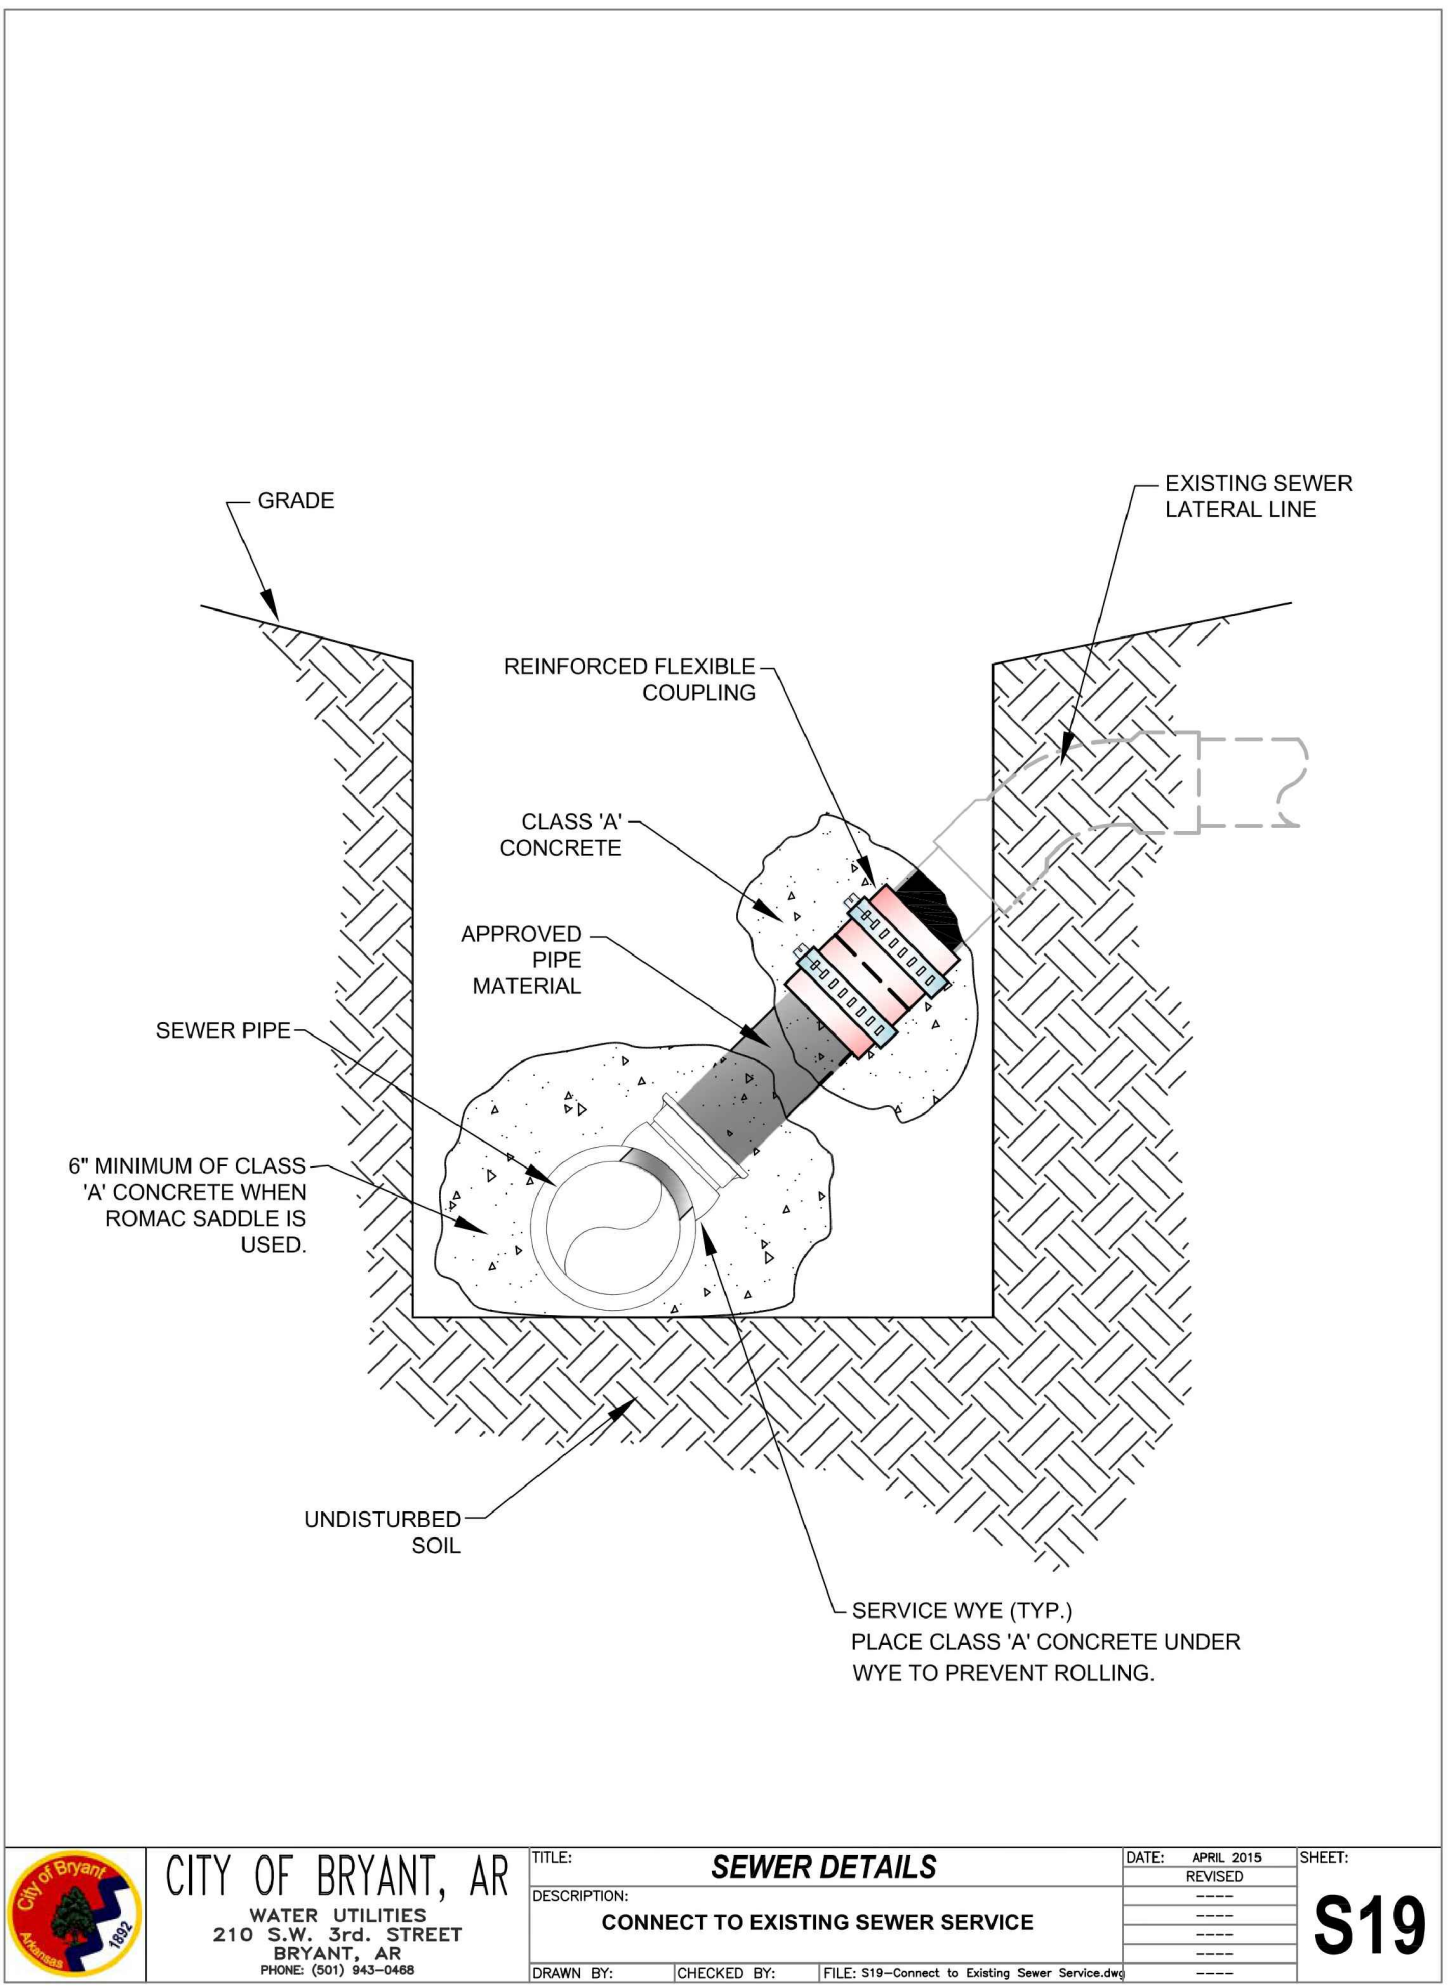 GRADE
EXISTING SEWER
LATERAL LINE
REINFORCED FLEXIBLE
COUPLING
CLASS 'A'
CONCRETE
APPROVED
PIPE
MATERIAL
SEWER PIPE
6" MINIMUM OF CLASS
'A' CONCRETE WHEN
ROMAC SADDLE IS
USED.
UNDISTURBED
SOIL
SERVICE WYE (TYP.)
PLACE CLASS 'A' CONCRETE UNDER
WYE TO PREVENT ROLLING.
City of Bryant
Arkansas
1892
CITY OF BRYANT, AR
WATER UTILITIES
210 S.W. 3rd. STREET
BRYANT, AR
PHONE: (501) 943-0468
TITLE:
SEWER DETAILS
DESCRIPTION:
CONNECT TO EXISTING SEWER SERVICE
DRAWN BY:
CHECKED BY:
FILE: S19-Connect to Existing Sewer Service.dwg
DATE: APRIL 2015
REVISED
----
----
----
----
----
SHEET:
S19